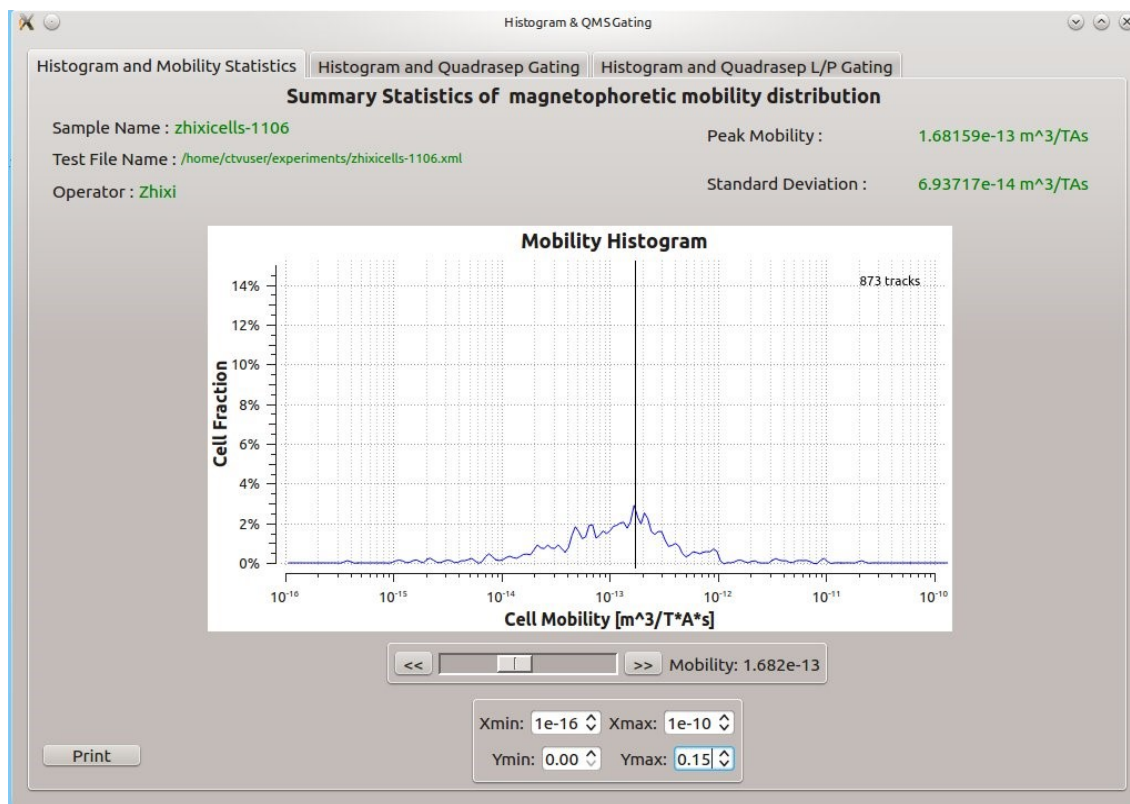 Histogram & QMS Gating
Histogram and Mobility Statistics Histogram and Quadrasep Gating Histogram and Quadrasep L/P Gating
Summary Statistics of magnetophoretic mobility distribution
Sample Name : zhixicells-1106
Test File Name : /home/ctvuser/experiments/zhixicells-1106.xml
Operator : Zhixi
Peak Mobility : 1.68159e-13 m^3/TAs
Standard Deviation : 6.93717e-14 m^3/TAs
Mobility Histogram
873 tracks
14%
12%
10%
8%
6%
4%
2%
0%
Cell Fraction
10^-16 10^-15 10^-14 10^-13 10^-12 10^-11 10^-10
Cell Mobility [m^3/T*A*s]
<< >> Mobility: 1.682e-13
Xmin: 1e-16 Xmax: 1e-10
Ymin: 0.00 Ymax: 0.15
Print